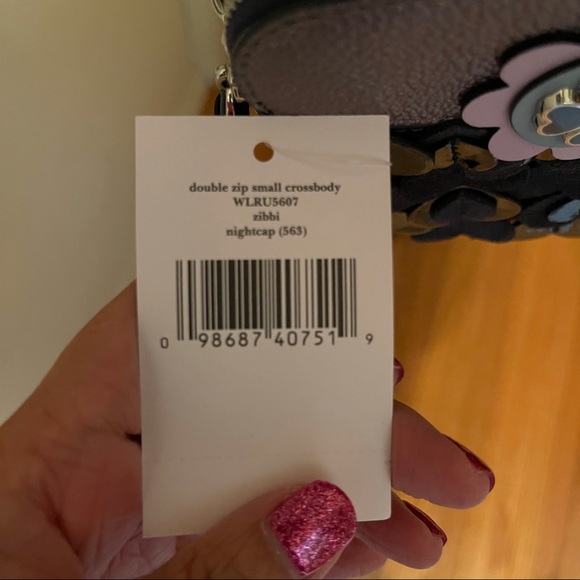 double zip small crossbody
WLRU5607
zibbi
nightcap (563)
0 98687 40751 9